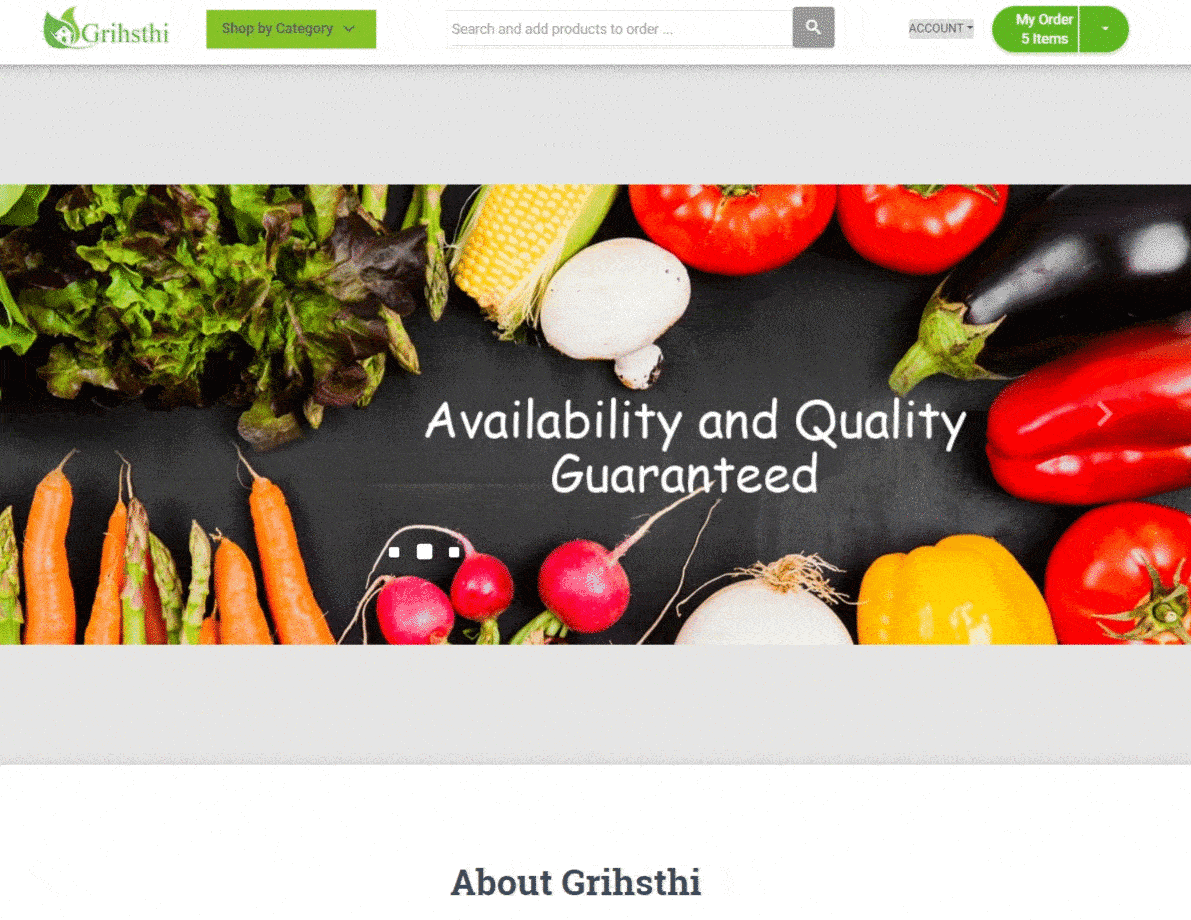 Grihsthi
Shop by Category
Search and add products to order ...
ACCOUNT
My Order
5 Items
Availability and Quality
Guaranteed
About Grihsthi